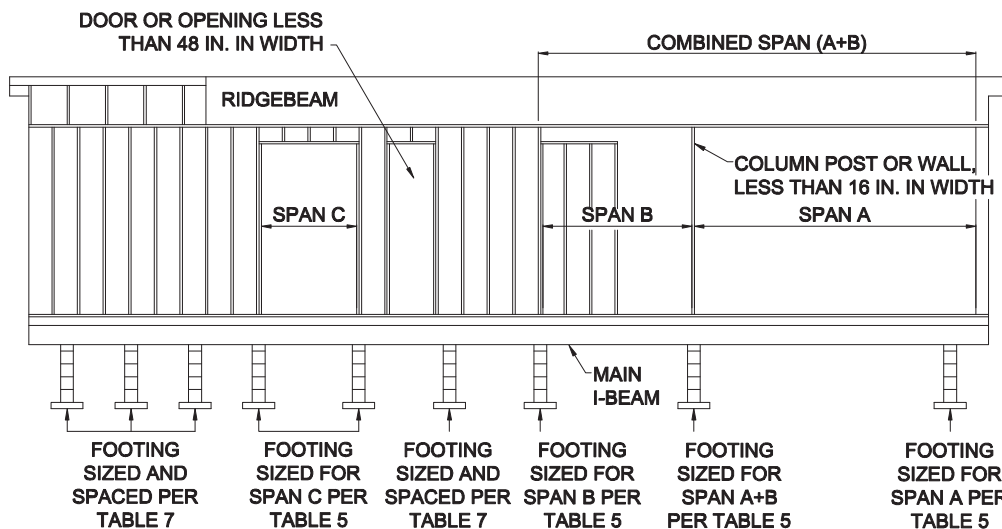 DOOR OR OPENING LESS
THAN 48 IN. IN WIDTH
COMBINED SPAN (A+B)
RIDGEBEAM
COLUMN POST OR WALL,
LESS THAN 16 IN. IN WIDTH
SPAN C
SPAN B
SPAN A
MAIN
I-BEAM
FOOTING
SIZED AND
SPACED PER
TABLE 7
FOOTING
SIZED FOR
SPAN C PER
TABLE 5
FOOTING
SIZED AND
SPACED PER
TABLE 7
FOOTING
SIZED FOR
SPAN B PER
TABLE 5
FOOTING
SIZED FOR
SPAN A+B
PER TABLE 5
FOOTING
SIZED FOR
SPAN A PER
TABLE 5